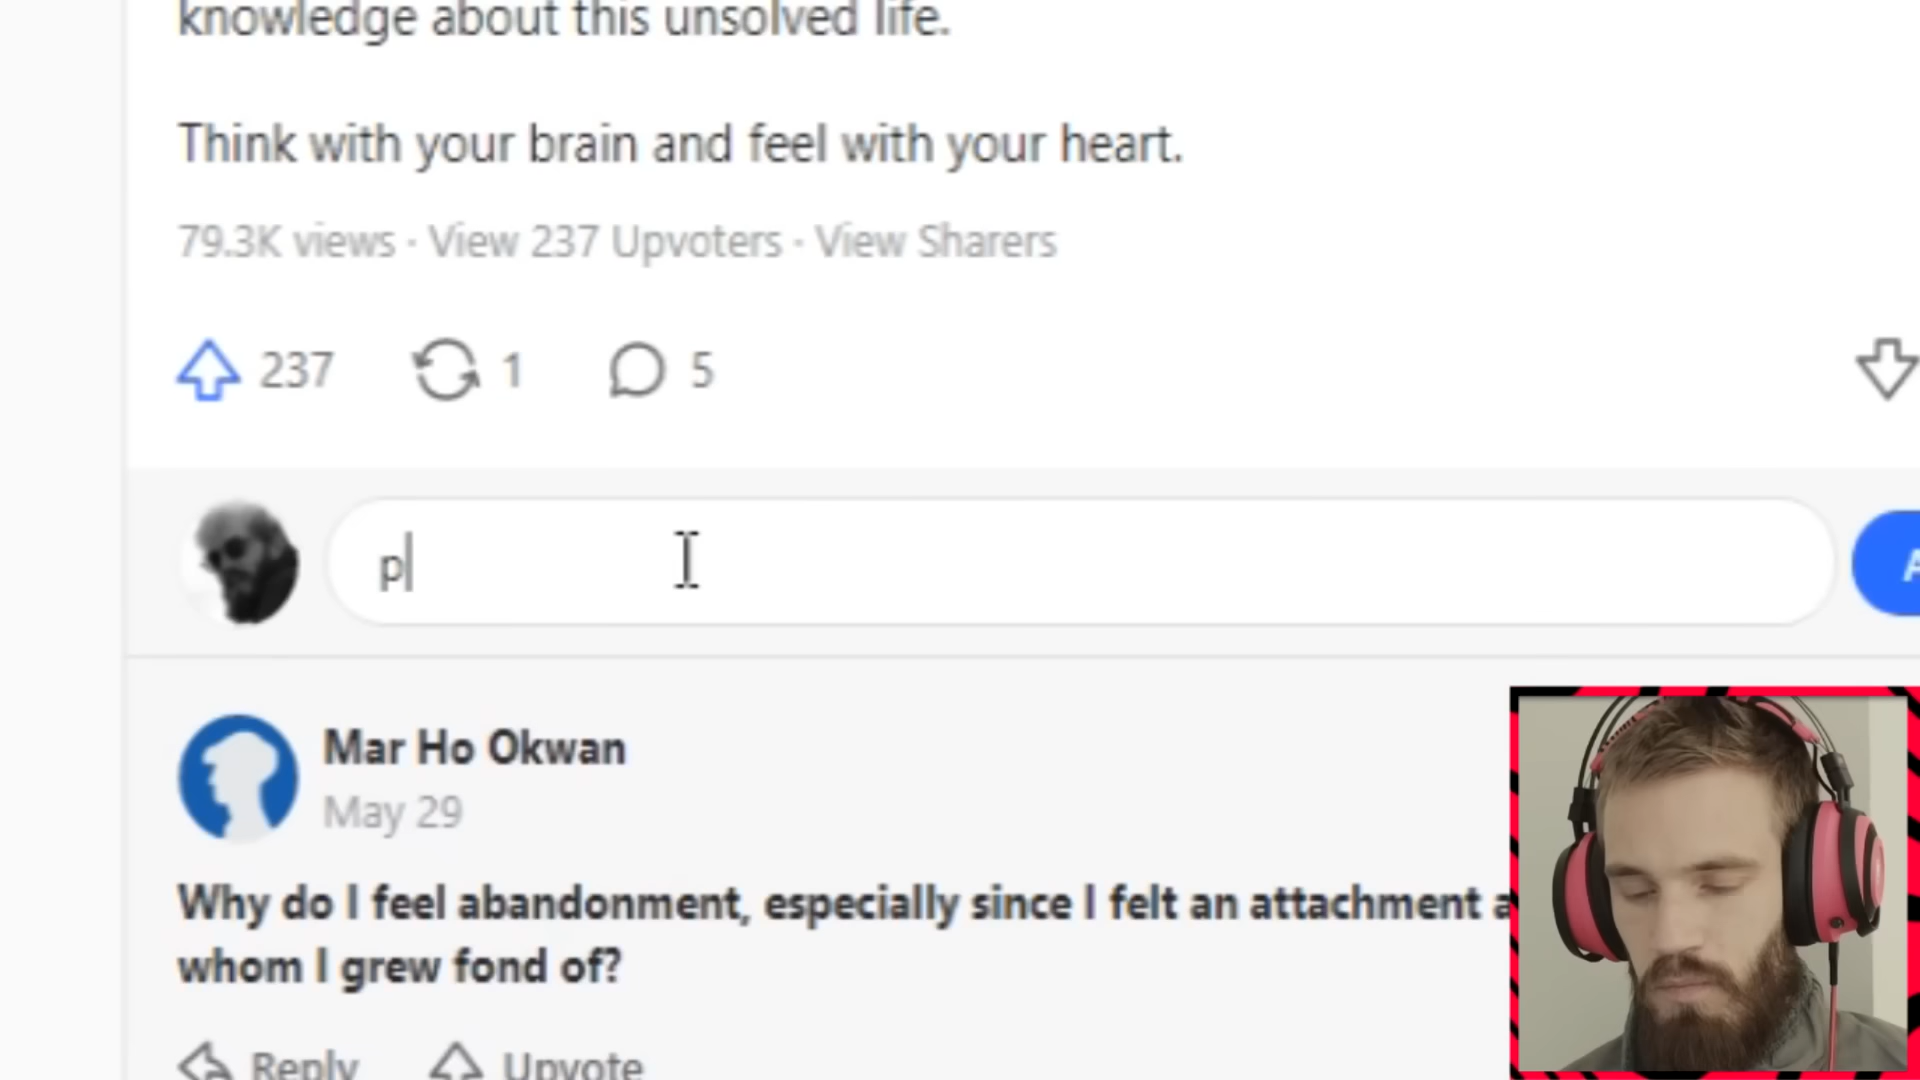 knowledge about this unsolved life.
Think with your brain and feel with your heart.
79.3K views · View 237 Upvoters · View Sharers
237 1 5
p
Mar Ho Okwan
May 29
Why do I feel abandonment, especially since I felt an attachment a
whom I grew fond of?
Reply Upvote